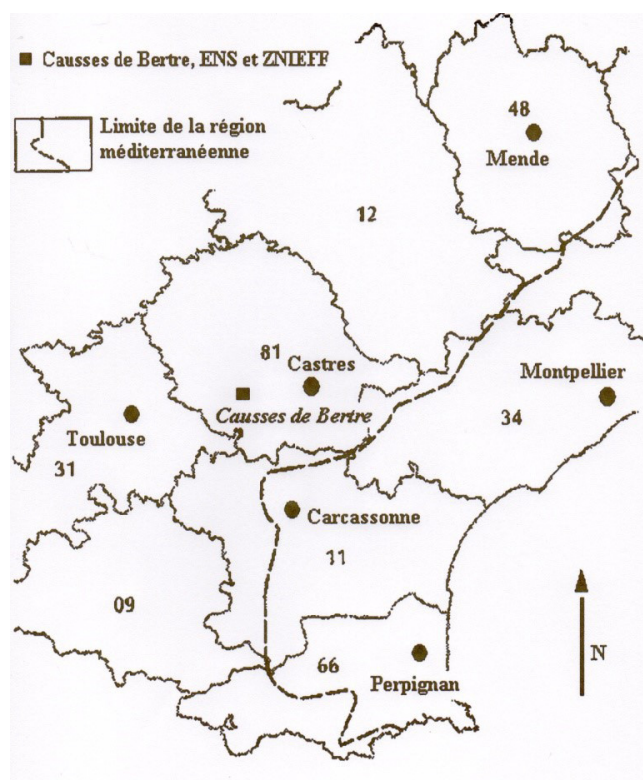 Causses de Bertre, ENS et ZNIEFF
Limite de la région
méditerranéenne
48
Mende
12
81
Castres
Causses de Bertre
Montpellier
34
Toulouse
31
Carcassonne
11
09
66
Perpignan
N